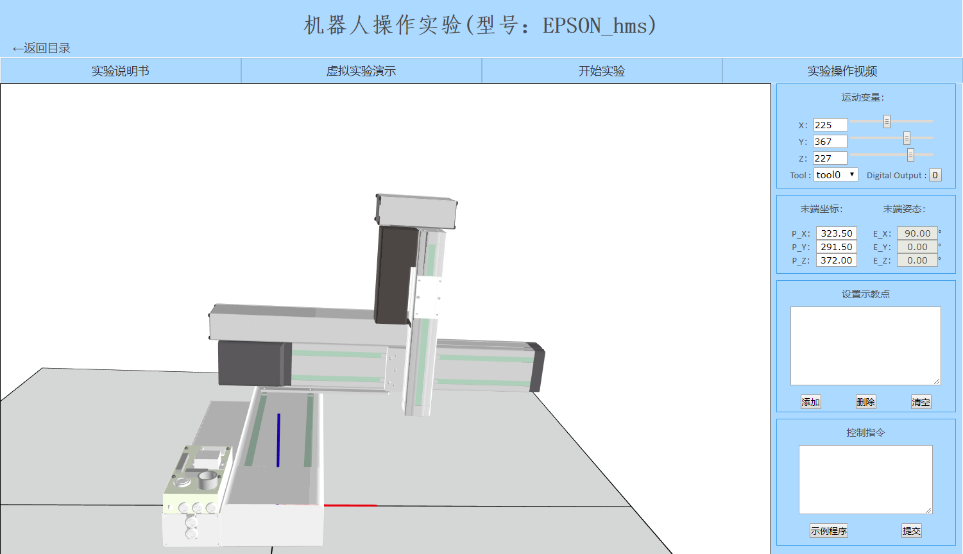 机器人操作实验(型号：EPSON_hms)
←返回目录
实验说明书 虚拟实验演示 开始实验 实验操作视频
运动变量:
X: 225
Y: 367
Z: 227
Tool : tool0 Digital Output : 0
末端坐标: 末端姿态:
P_X: 323.50 E_X: 90.00 °
P_Y: 291.50 E_Y: 0.00 °
P_Z: 372.00 E_Z: 0.00 °
设置示教点
添加 删除 清空
控制指令
示例程序 提交